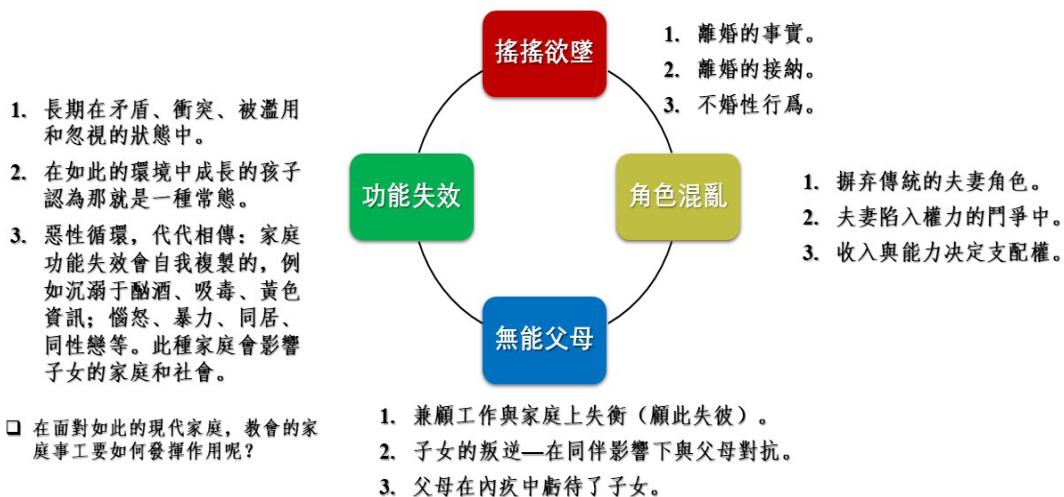 搖搖欲墜
1. 離婚的事實。
2. 離婚的接納。
3. 不婚性行爲。
角色混亂
1. 摒弃傳統的夫妻角色。
2. 夫妻陷入權力的鬥爭中。
3. 收入與能力决定支配權。
無能父母
1. 兼顧工作與家庭上失衡（顧此失彼）。
2. 子女的叛逆—在同伴影響下與父母對抗。
3. 父母在內疚中虧待了子女。
功能失效
1. 長期在矛盾、衝突、被濫用
和忽視的狀態中。
2. 在如此的環境中成長的孩子
認為那就是一種常態。
3. 惡性循環，代代相傳：家庭
功能失效會自我複製的，例
如沉溺于酗酒、吸毒、黃色
資訊；惱怒、暴力、同居、
同性戀等。此種家庭會影響
子女的家庭和社會。
❑ 在面對如此的現代家庭，教會的家
庭事工要如何發揮作用呢？